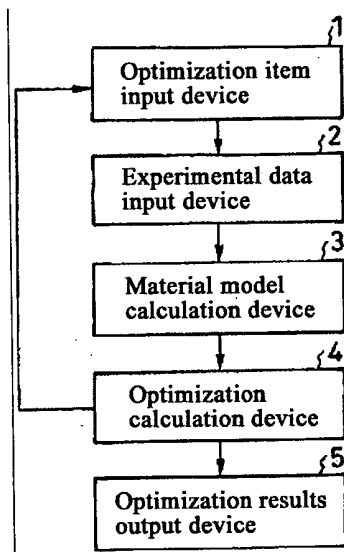 1
Optimization item
input device
2
Experimental data
input device
3
Material model
calculation device
4
Optimization
calculation device
5
Optimization results
output device